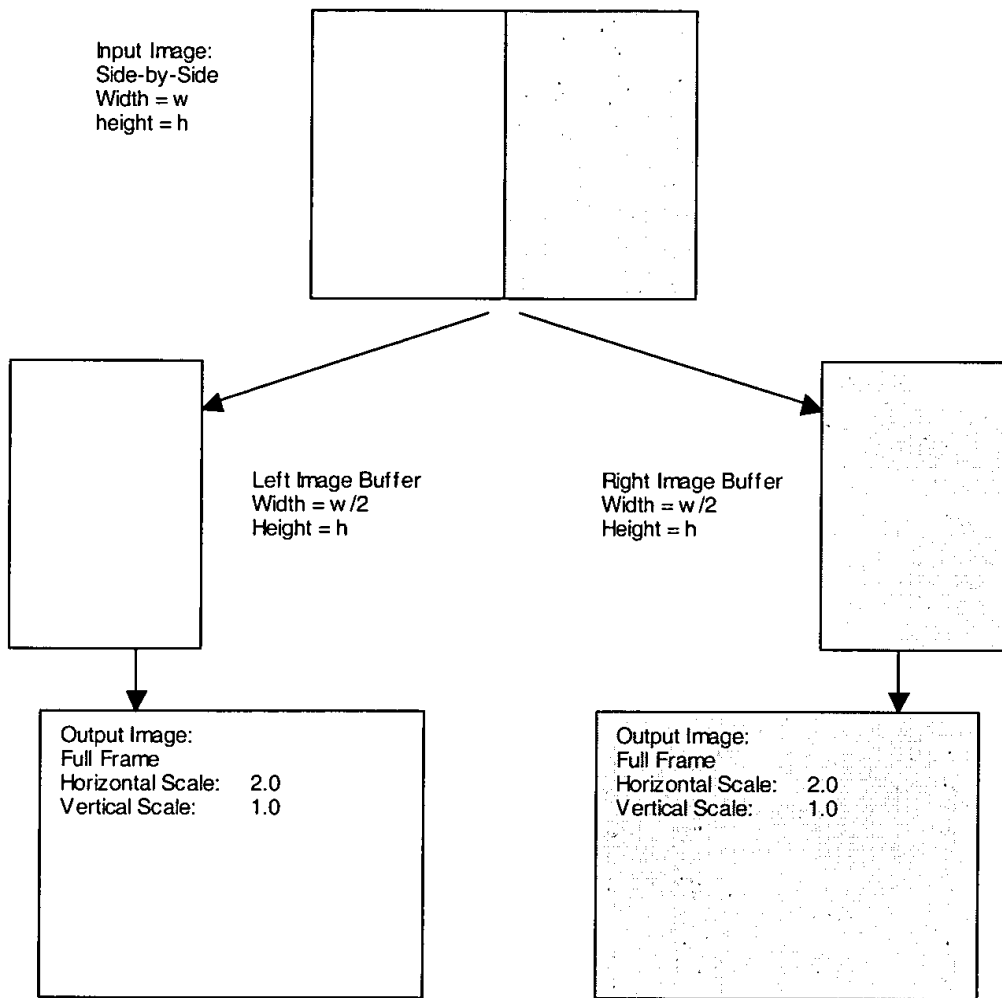 Input Image:
Side-by-Side
Width = w
height = h
Left Image Buffer
Width = w/2
Height = h
Right Image Buffer
Width = w/2
Height = h
Output Image:
Full Frame
Horizontal Scale: 2.0
Vertical Scale: 1.0
Output Image:
Full Frame
Horizontal Scale: 2.0
Vertical Scale: 1.0